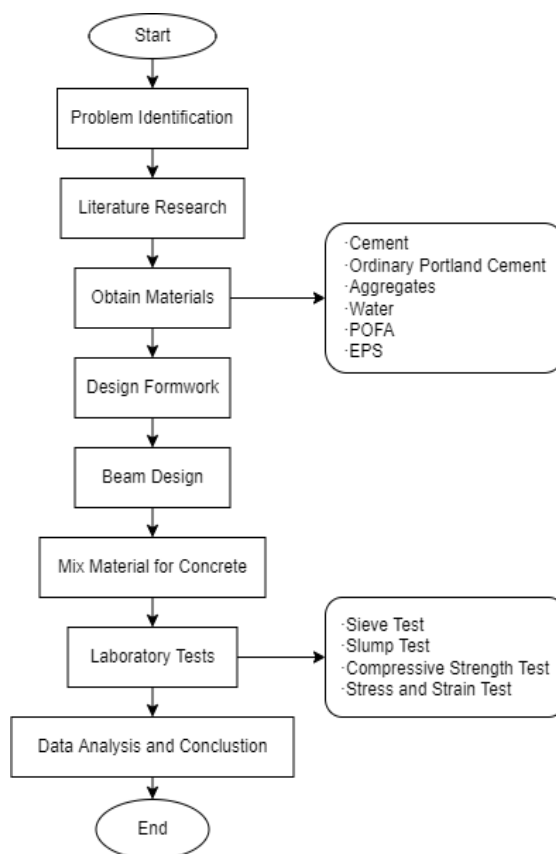 Start
Problem Identification
Literature Research
Obtain Materials
·Cement
·Ordinary Portland Cement
·Aggregates
·Water
·POFA
·EPS
Design Formwork
Beam Design
Mix Material for Concrete
Laboratory Tests
·Sieve Test
·Slump Test
·Compressive Strength Test
·Stress and Strain Test
Data Analysis and Conclustion
End